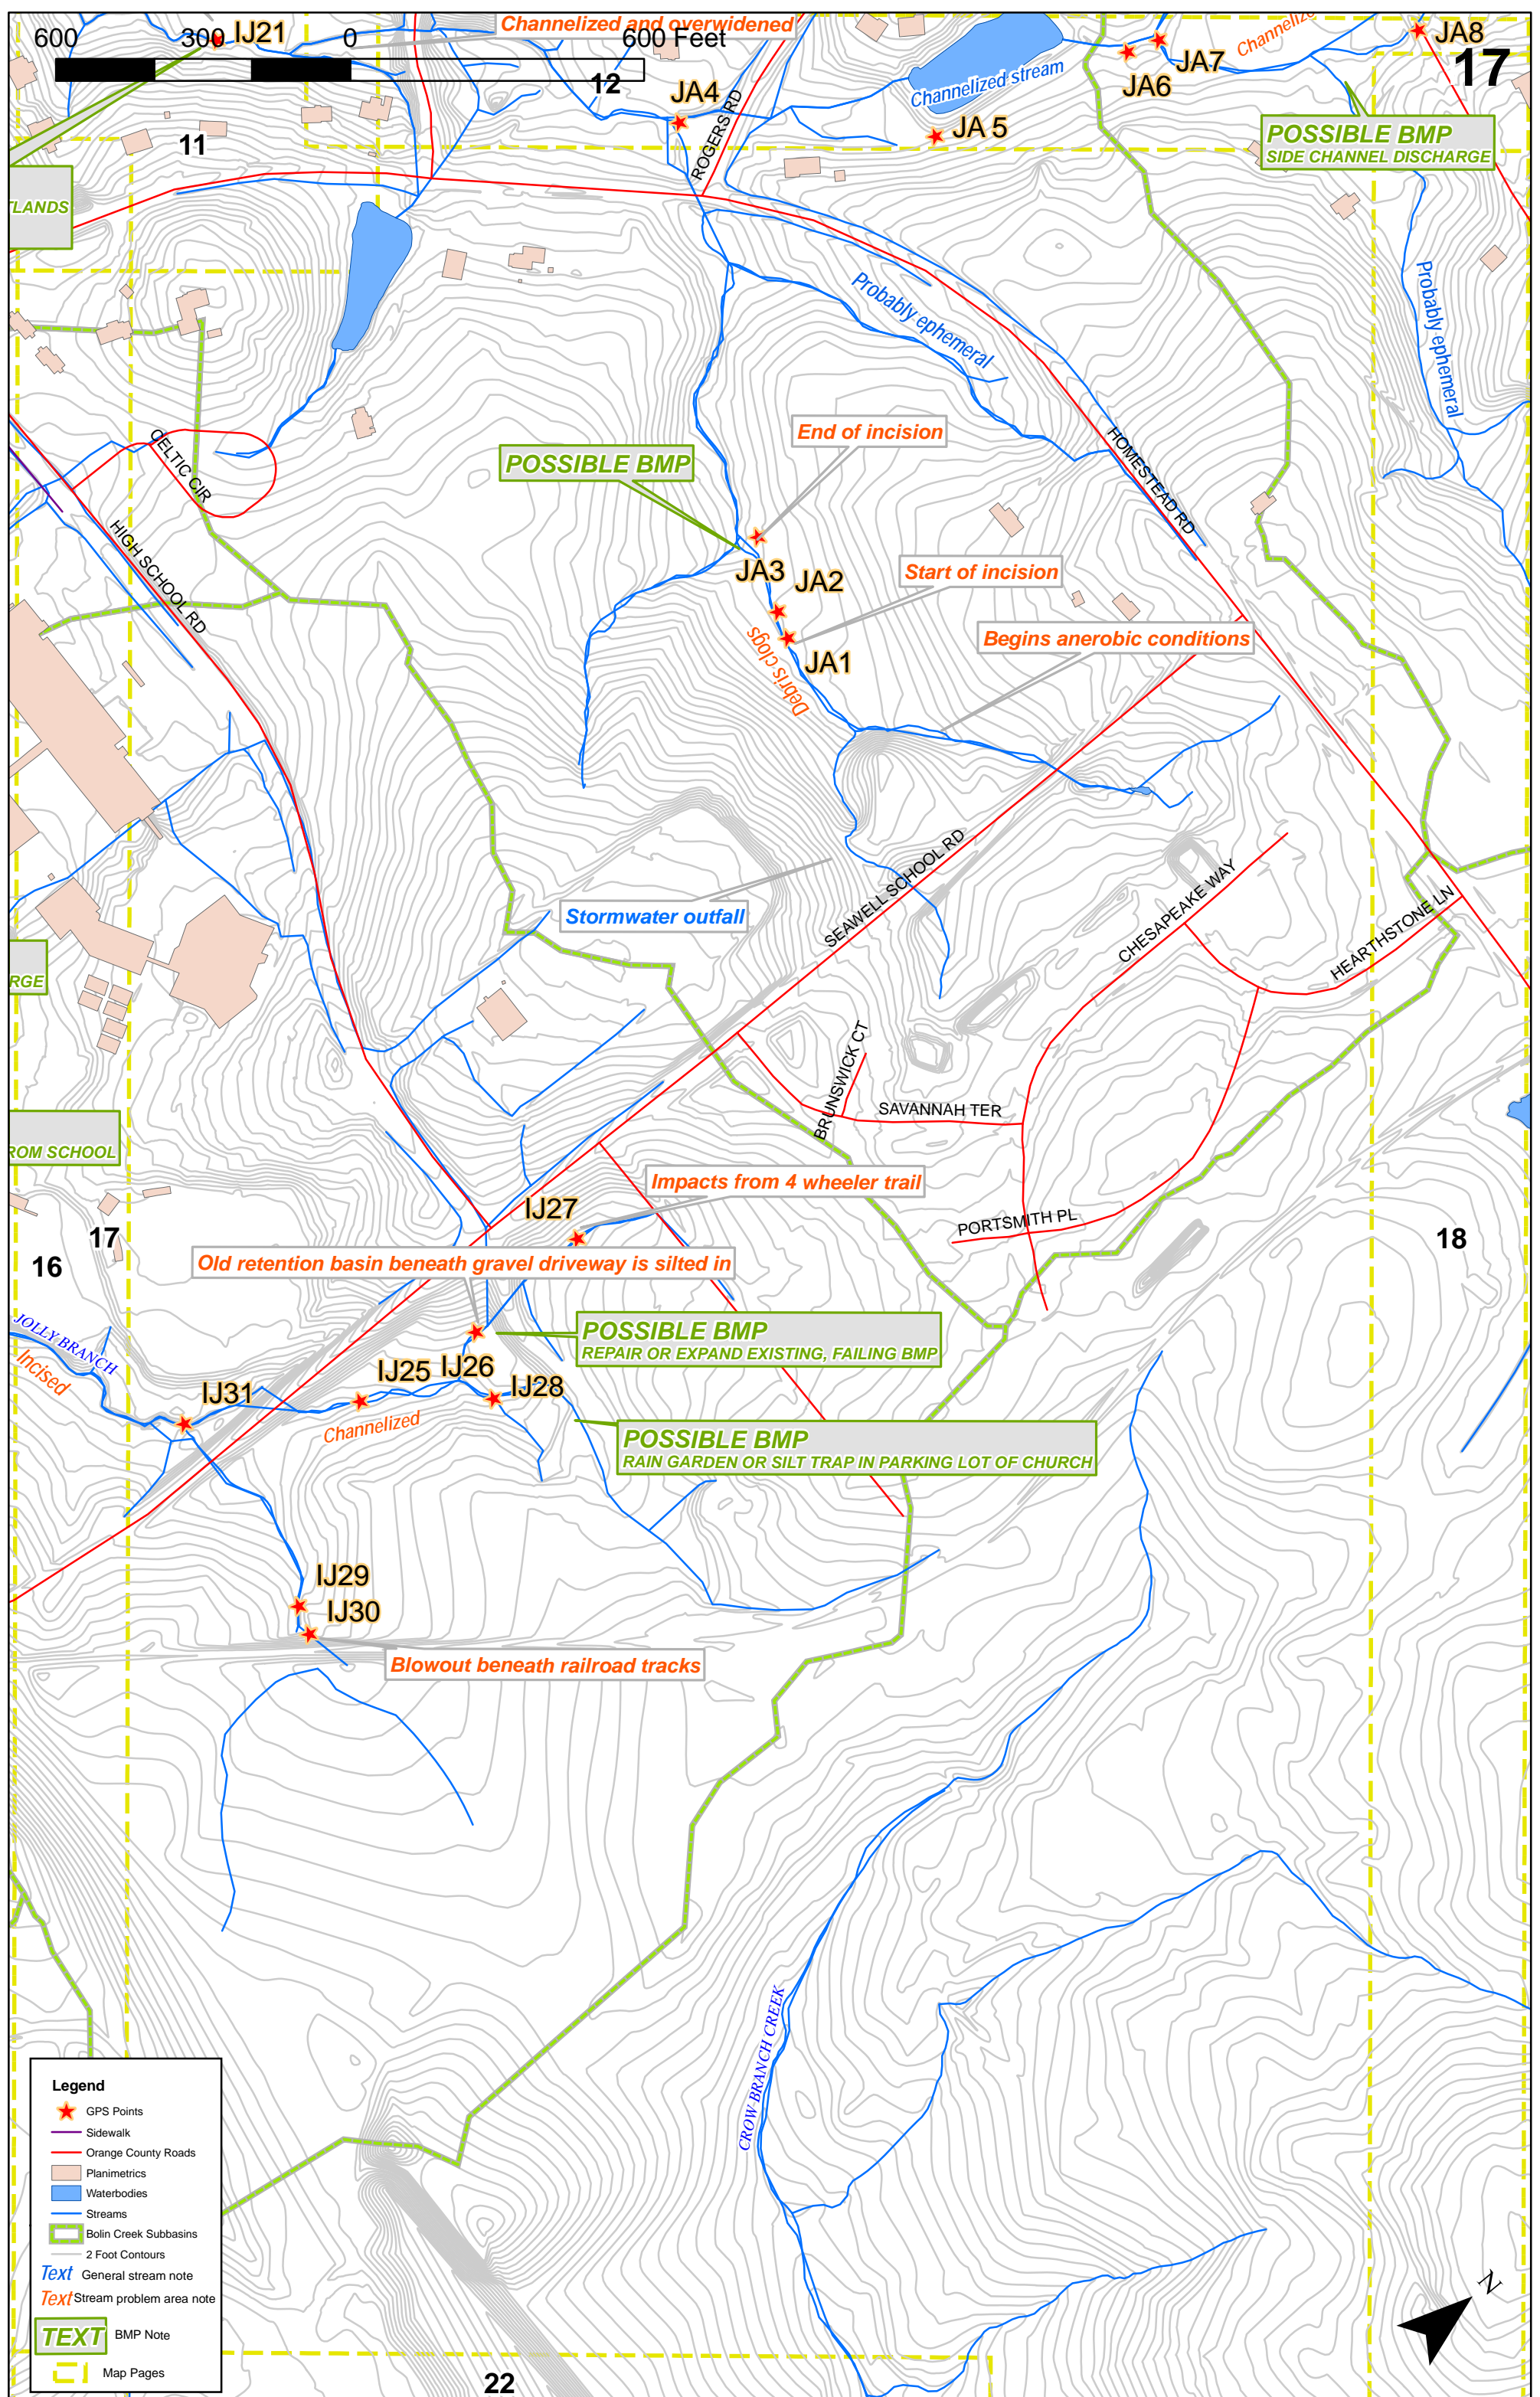 Channelized and overwidened
600
300
0
600 Feet
IJ21
12
11
JA4
ROGERS RD
Channelized stream
JA 5
JA6
JA7
JA8
17
POSSIBLE BMP
SIDE CHANNEL DISCHARGE
TLANDS
Probably ephemeral
Probably ephemeral
CELTIC CIR
HIGH SCHOOL RD
POSSIBLE BMP
End of incision
HOMESTEAD RD
JA3
JA2
JA1
Start of incision
Debris clogs
Begins anerobic conditions
Stormwater outfall
SEAWELL SCHOOL RD
CHESAPEAKE WAY
HEARTHSTONE LN
RGE
BRUNSWICK CT
SAVANNAH TER
ROM SCHOOL
Impacts from 4 wheeler trail
IJ27
PORTSMITH PL
16
17
18
Old retention basin beneath gravel driveway is silted in
POSSIBLE BMP
REPAIR OR EXPAND EXISTING, FAILING BMP
JOLLY BRANCH
Incised
IJ31
IJ25
IJ26
IJ28
Channelized
POSSIBLE BMP
RAIN GARDEN OR SILT TRAP IN PARKING LOT OF CHURCH
IJ29
IJ30
Blowout beneath railroad tracks
CROW BRANCH CREEK
Legend
GPS Points
Sidewalk
Orange County Roads
Planimetrics
Waterbodies
Streams
Bolin Creek Subbasins
2 Foot Contours
Text General stream note
Text Stream problem area note
TEXT BMP Note
Map Pages
22
N